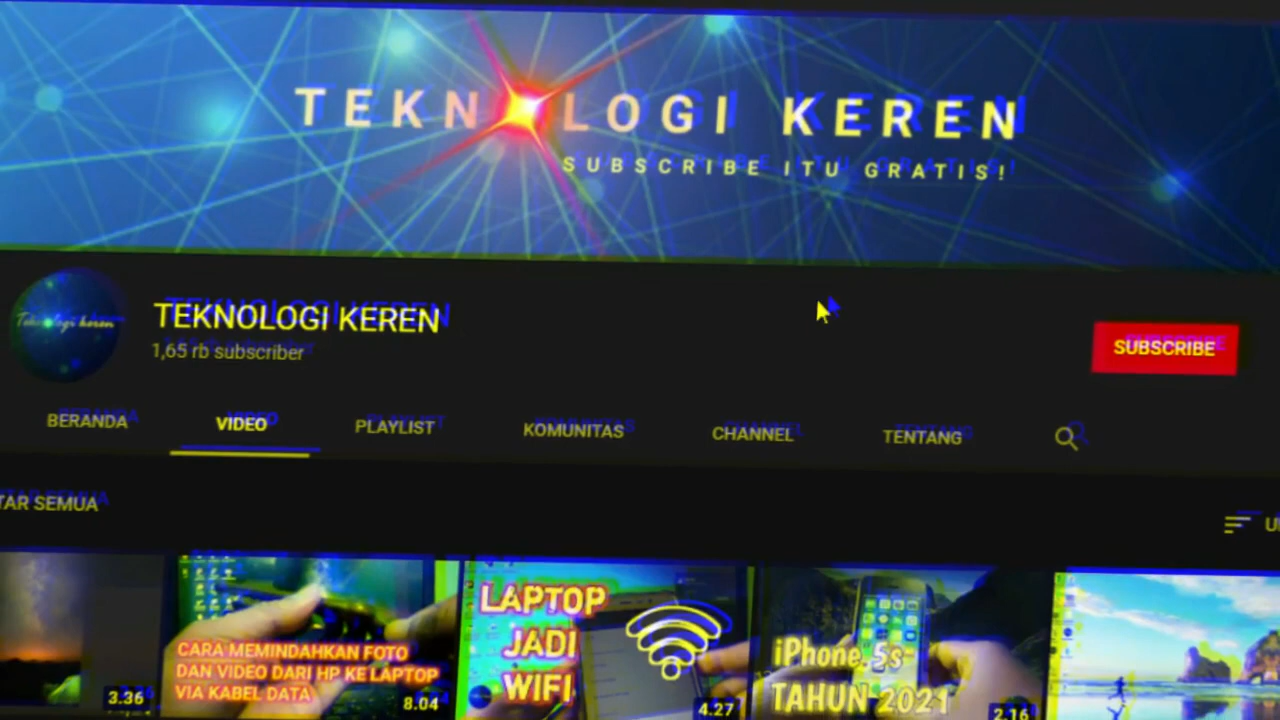 TEKNOLOGI KEREN
SUBSCRIBE ITU GRATIS!
Teknologi keren
TEKNOLOGI KEREN
1,65 rb subscriber
SUBSCRIBE
BERANDA
VIDEO
PLAYLIST
KOMUNITAS
CHANNEL
TENTANG
TAR SEMUA
3.36
CARA MEMINDAHKAN FOTO
DAN VIDEO DARI HP KE LAPTOP
VIA KABEL DATA
8.04
LAPTOP
JADI
WIFI
4.27
iPhone 5s
TAHUN 2021
2.16